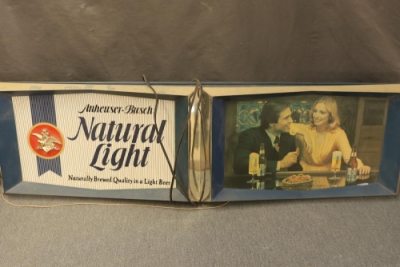 Anheuser-Busch
Natural
Light
Naturally Brewed Quality in a Light Beer